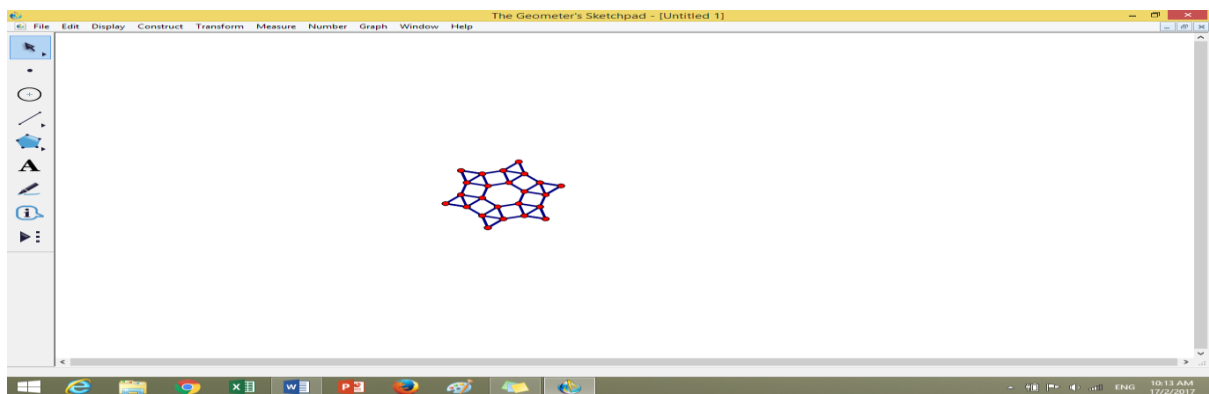 The Geometer's Sketchpad - [Untitled 1]
File Edit Display Construct Transform Measure Number Graph Window Help
A
i
ENG
10:13 AM
17/2/2017